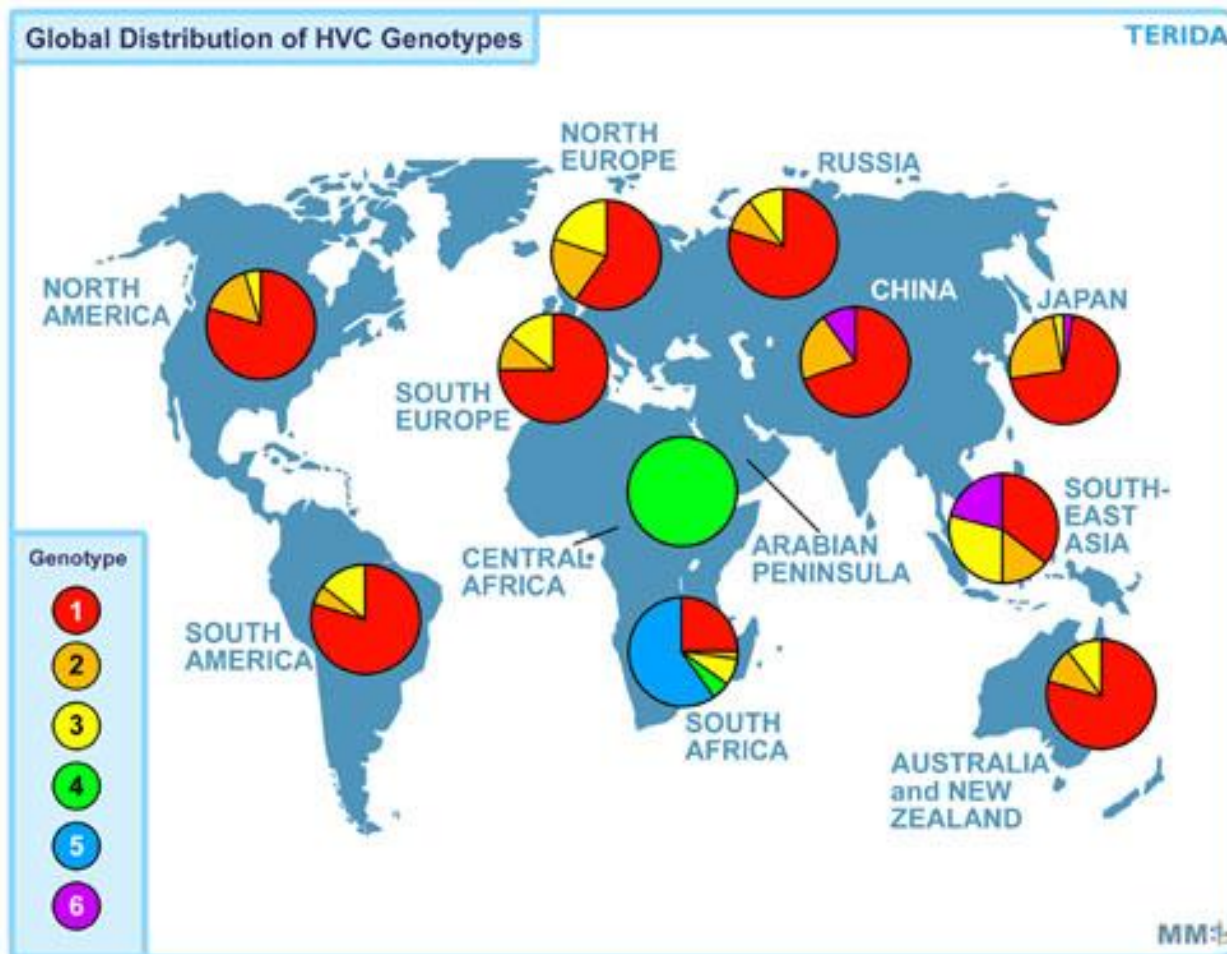 Global Distribution of HVC Genotypes
TERIDA
NORTH
EUROPE
RUSSIA
NORTH
AMERICA
CHINA
JAPAN
SOUTH
EUROPE
SOUTH-
EAST
ASIA
CENTRAL
AFRICA
ARABIAN
PENINSULA
SOUTH
AMERICA
SOUTH
AFRICA
AUSTRALIA
and NEW
ZEALAND
Genotype
1
2
3
4
5
6